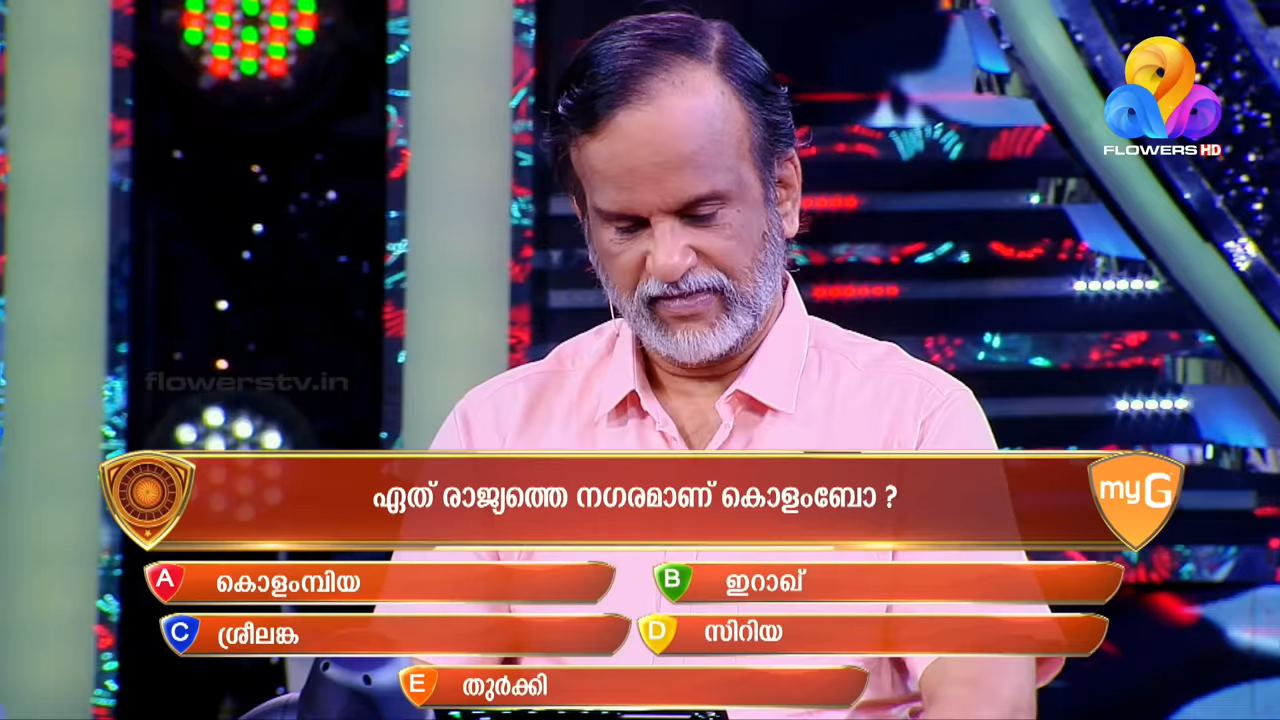 FLOWERS HD
flowerstv.in
ഏത് രാജ്യത്തെ നഗരമാണ് കൊളംബോ ?
myG
A കൊളംമ്പിയ
B ഇറാഖ്
C ശ്രീലങ്ക
D സിറിയ
E തുർക്കി